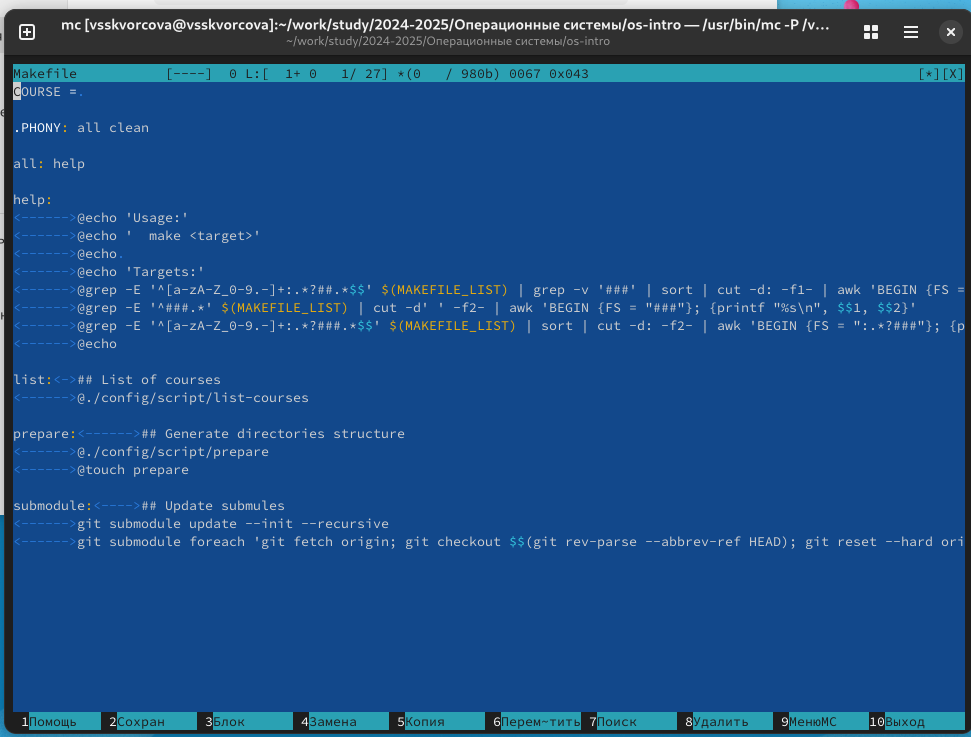 mc [vsskvorcova@vsskvorcova]:~/work/study/2024-2025/Операционные системы/os-intro — /usr/bin/mc -P /v…
~/work/study/2024-2025/Операционные системы/os-intro
Makefile [----] 0 L:[ 1+ 0 1/ 27] *(0 / 980b) 0067 0x043 [*][X]
COURSE =.

.PHONY: all clean

all: help

help:
<------>@echo 'Usage:'
<------>@echo '  make <target>'
<------>@echo.
<------>@echo 'Targets:'
<------>@grep -E '^[a-zA-Z_0-9.-]+:.*?##.*$$' $(MAKEFILE_LIST) | grep -v '###' | sort | cut -d: -f1- | awk 'BEGIN {FS =
<------>@grep -E '^###.*' $(MAKEFILE_LIST) | cut -d' ' -f2- | awk 'BEGIN {FS = "###"}; {printf "%s\n", $$1, $$2}'
<------>@grep -E '^[a-zA-Z_0-9.-]+:.*?###.*$$' $(MAKEFILE_LIST) | sort | cut -d: -f2- | awk 'BEGIN {FS = ":.*?###"}; {p
<------>@echo

list:<->## List of courses
<------>@./config/script/list-courses

prepare:<------>## Generate directories structure
<------>@./config/script/prepare
<------>@touch prepare

submodule:<---->## Update submules
<------>git submodule update --init --recursive
<------>git submodule foreach 'git fetch origin; git checkout $$(git rev-parse --abbrev-ref HEAD); git reset --hard ori
1Помощь 2Сохран 3Блок 4Замена 5Копия 6Перем~тить 7Поиск 8Удалить 9МенюMC 10Выход